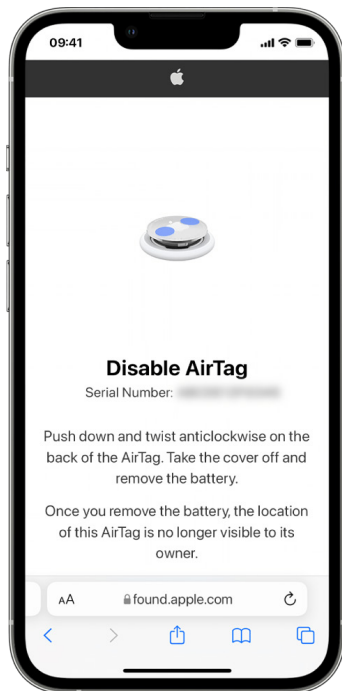 09:41
Disable AirTag
Serial Number:
Push down and twist anticlockwise on the
back of the AirTag. Take the cover off and
remove the battery.
Once you remove the battery, the location
of this AirTag is no longer visible to its
owner.
AA
found.apple.com